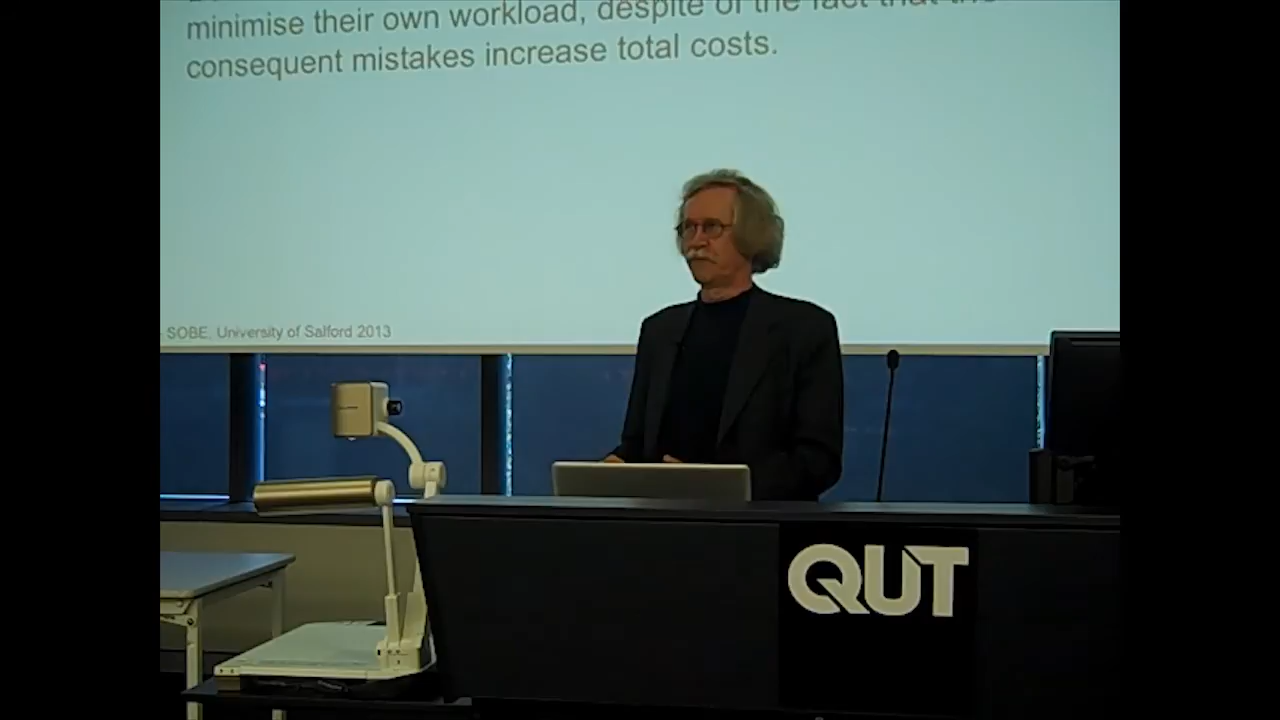 minimise their own workload, despite of the fact that the
consequent mistakes increase total costs.
- SOBE, University of Salford 2013
QUT